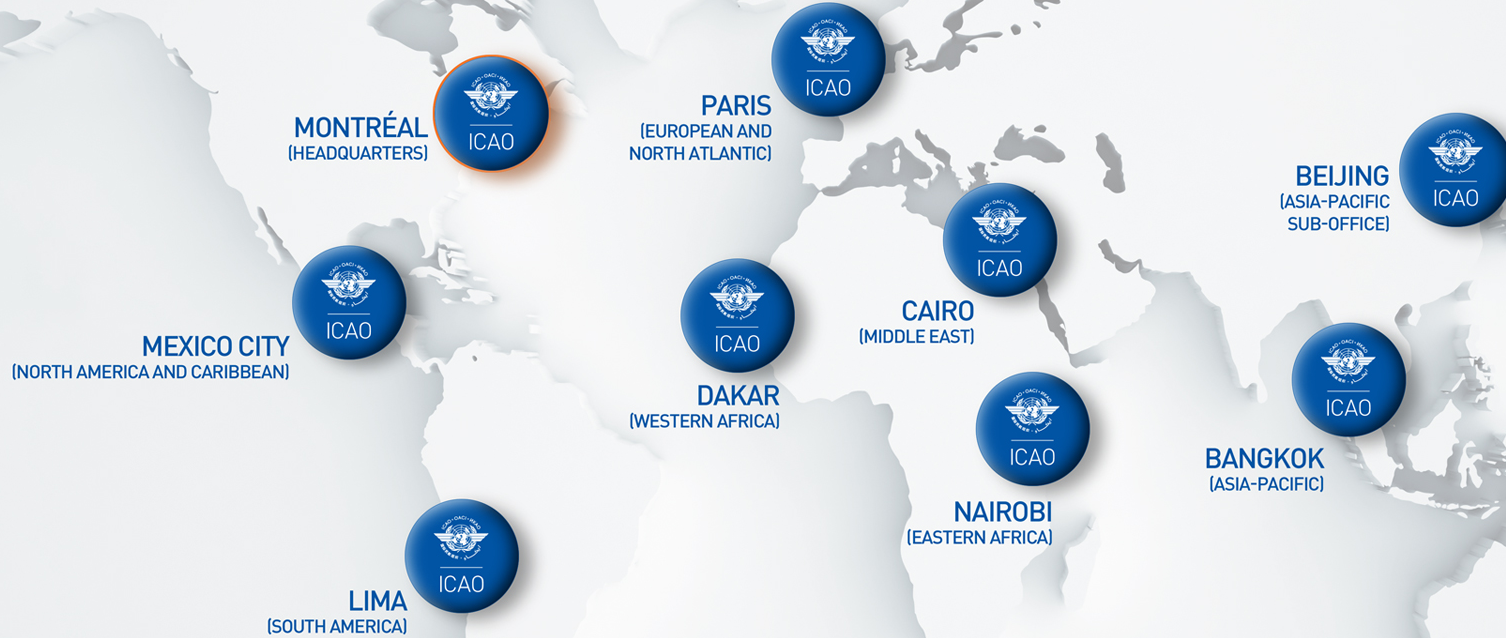 ICAO
MONTRÉAL
(HEADQUARTERS)
ICAO
PARIS
(EUROPEAN AND
NORTH ATLANTIC)
ICAO
BEIJING
(ASIA-PACIFIC
SUB-OFFICE)
ICAO
MEXICO CITY
(NORTH AMERICA AND CARIBBEAN)
ICAO
DAKAR
(WESTERN AFRICA)
ICAO
CAIRO
(MIDDLE EAST)
ICAO
NAIROBI
(EASTERN AFRICA)
ICAO
BANGKOK
(ASIA-PACIFIC)
ICAO
LIMA
(SOUTH AMERICA)